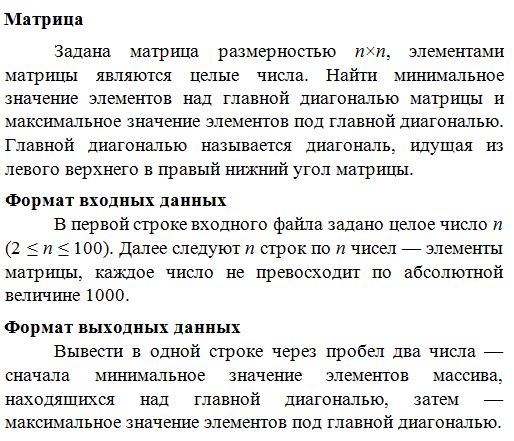 Матрица
Задана матрица размерностью n×n, элементами
матрицы являются целые числа. Найти минимальное
значение элементов над главной диагональю матрицы и
максимальное значение элементов под главной диагональю.
Главной диагональю называется диагональ, идущая из
левого верхнего в правый нижний угол матрицы.
Формат входных данных
В первой строке входного файла задано целое число n
(2 ≤ n ≤ 100). Далее следуют n строк по n чисел — элементы
матрицы, каждое число не превосходит по абсолютной
величине 1000.
Формат выходных данных
Вывести в одной строке через пробел два числа —
сначала минимальное значение элементов массива,
находящихся над главной диагональю, затем —
максимальное значение элементов под главной диагональю.